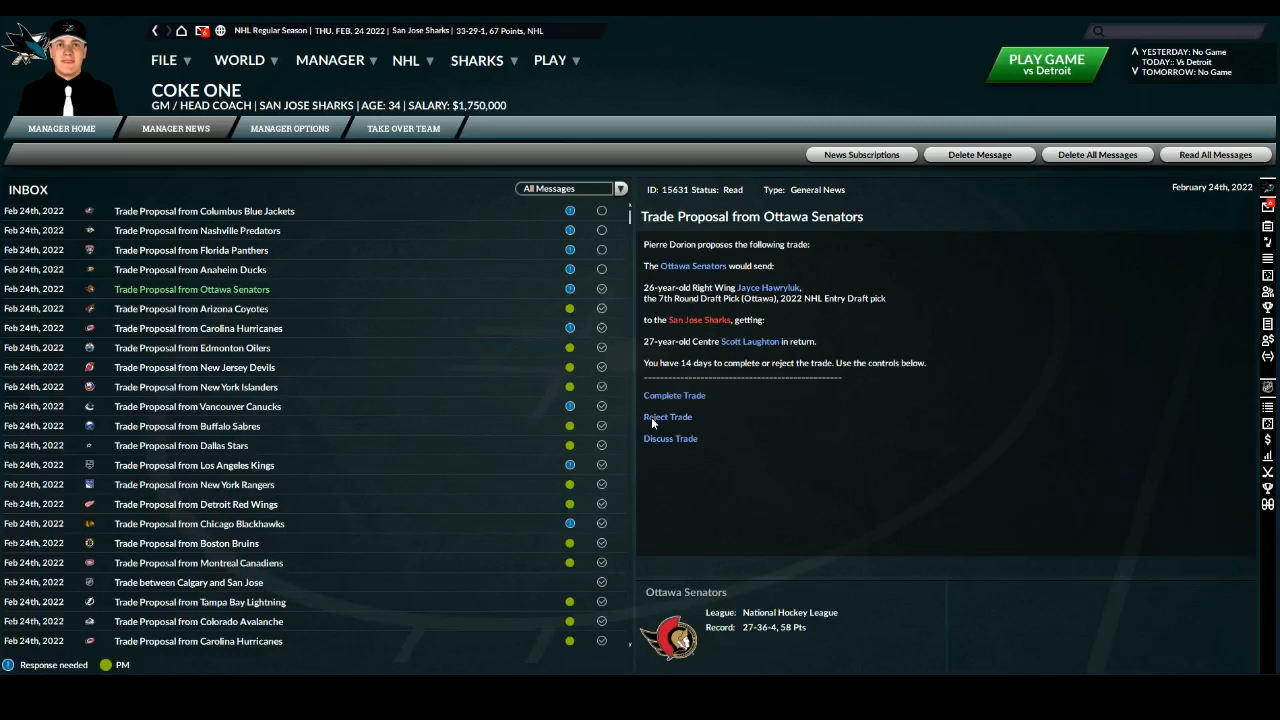 NHL Regular Season | THU. FEB. 24 2022 | San Jose Sharks | 33-29-1, 67 Points, NHL
FILE WORLD MANAGER NHL SHARKS PLAY
PLAY GAME
vs Detroit
YESTERDAY: No Game
TODAY:: Vs Detroit
TOMORROW: No Game
COKE ONE
GM / HEAD COACH | SAN JOSE SHARKS | AGE: 34 | SALARY: $1,750,000
MANAGER HOME MANAGER NEWS MANAGER OPTIONS TAKE OVER TEAM
News Subscriptions Delete Message Delete All Messages Read All Messages
INBOX All Messages
Feb 24th, 2022 Trade Proposal from Columbus Blue Jackets
Feb 24th, 2022 Trade Proposal from Nashville Predators
Feb 24th, 2022 Trade Proposal from Florida Panthers
Feb 24th, 2022 Trade Proposal from Anaheim Ducks
Feb 24th, 2022 Trade Proposal from Ottawa Senators
Feb 24th, 2022 Trade Proposal from Arizona Coyotes
Feb 24th, 2022 Trade Proposal from Carolina Hurricanes
Feb 24th, 2022 Trade Proposal from Edmonton Oilers
Feb 24th, 2022 Trade Proposal from New Jersey Devils
Feb 24th, 2022 Trade Proposal from New York Islanders
Feb 24th, 2022 Trade Proposal from Vancouver Canucks
Feb 24th, 2022 Trade Proposal from Buffalo Sabres
Feb 24th, 2022 Trade Proposal from Dallas Stars
Feb 24th, 2022 Trade Proposal from Los Angeles Kings
Feb 24th, 2022 Trade Proposal from New York Rangers
Feb 24th, 2022 Trade Proposal from Detroit Red Wings
Feb 24th, 2022 Trade Proposal from Chicago Blackhawks
Feb 24th, 2022 Trade Proposal from Boston Bruins
Feb 24th, 2022 Trade Proposal from Montreal Canadiens
Feb 24th, 2022 Trade between Calgary and San Jose
Feb 24th, 2022 Trade Proposal from Tampa Bay Lightning
Feb 24th, 2022 Trade Proposal from Colorado Avalanche
Feb 24th, 2022 Trade Proposal from Carolina Hurricanes
Response needed PM
ID: 15631 Status: Read Type: General News February 24th, 2022
Trade Proposal from Ottawa Senators
Pierre Dorion proposes the following trade:
The Ottawa Senators would send:
26-year-old Right Wing Jayce Hawryluk,
the 7th Round Draft Pick (Ottawa), 2022 NHL Entry Draft pick
to the San Jose Sharks, getting:
27-year-old Centre Scott Laughton in return.
You have 14 days to complete or reject the trade. Use the controls below.
Complete Trade
Reject Trade
Discuss Trade
Ottawa Senators
League: National Hockey League
Record: 27-36-4, 58 Pts